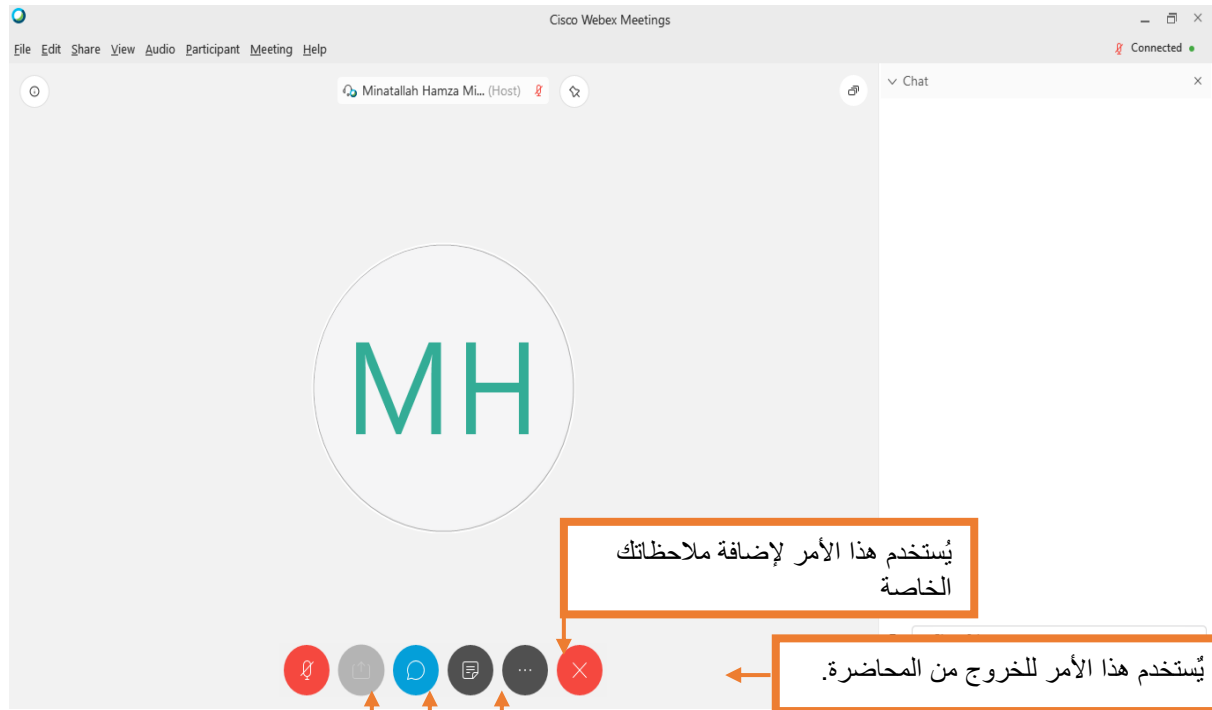 Cisco Webex Meetings
File Edit Share View Audio Participant Meeting Help
Connected
Minatallah Hamza Mi... (Host)
Chat
MH
يُستخدم هذا الأمر لإضافة ملاحظاتك
الخاصة
يٌستخدم هذا الأمر للخروج من المحاضرة.